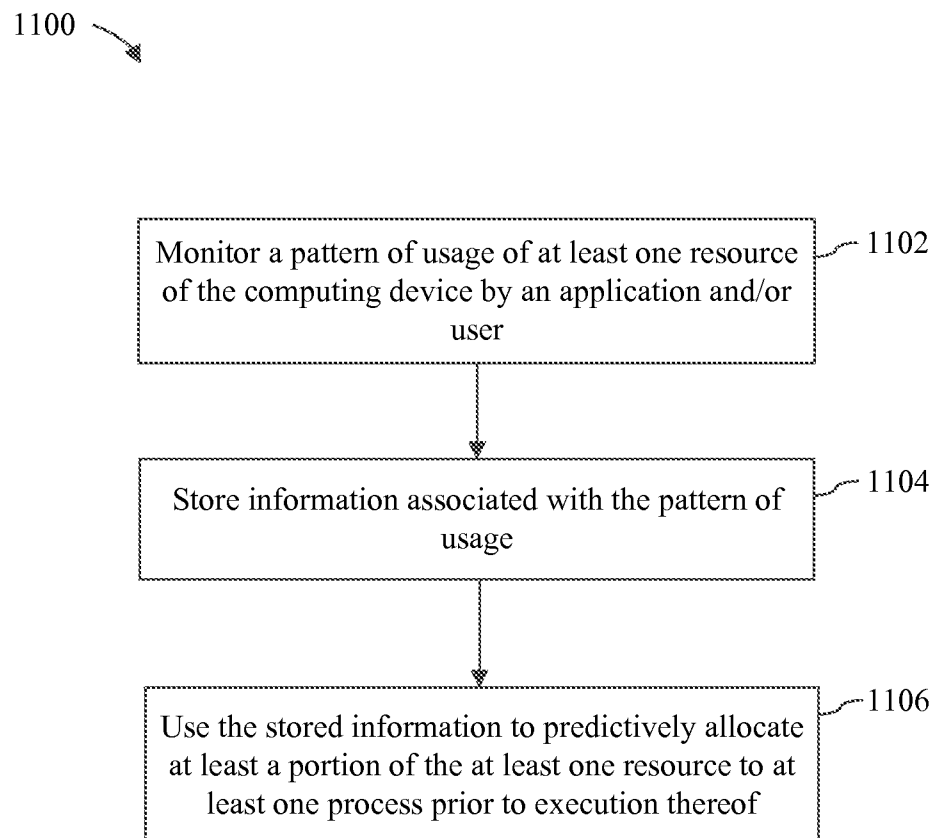 1100
Monitor a pattern of usage of at least one resource
of the computing device by an application and/or
user
1102
Store information associated with the pattern of
usage
1104
Use the stored information to predictively allocate
at least a portion of the at least one resource to at
least one process prior to execution thereof
1106